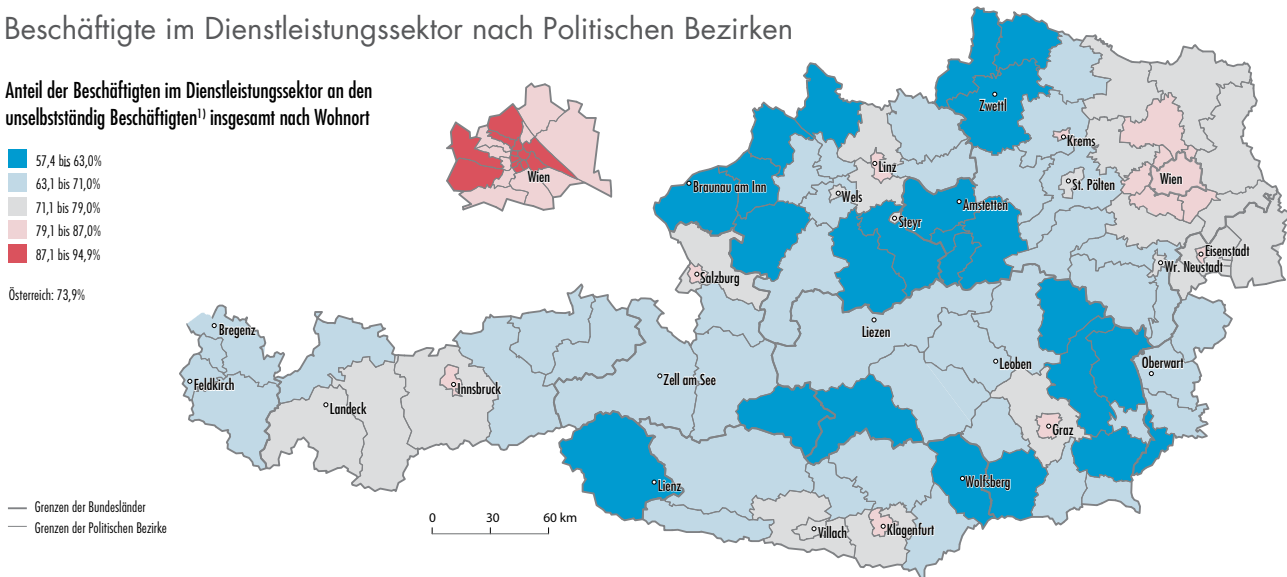 Beschäftigte im Dienstleistungssektor nach Politischen Bezirken
Anteil der Beschäftigten im Dienstleistungssektor an den
unselbstständig Beschäftigten¹⁾ insgesamt nach Wohnort
57,4 bis 63,0%
63,1 bis 71,0%
71,1 bis 79,0%
79,1 bis 87,0%
87,1 bis 94,9%
Österreich: 73,9%
Wien
Zwettl
Krems
Linz
Braunau am Inn
Wels
St. Pölten
Wien
Amstetten
Steyr
Eisenstadt
Wr. Neustadt
Salzburg
Bregenz
Liezen
Leoben
Oberwart
Feldkirch
Innsbruck
Zell am See
Landeck
Graz
Lienz
Wolfsberg
Villach
Klagenfurt
Grenzen der Bundesländer
Grenzen der Politischen Bezirke
0 30 60 km